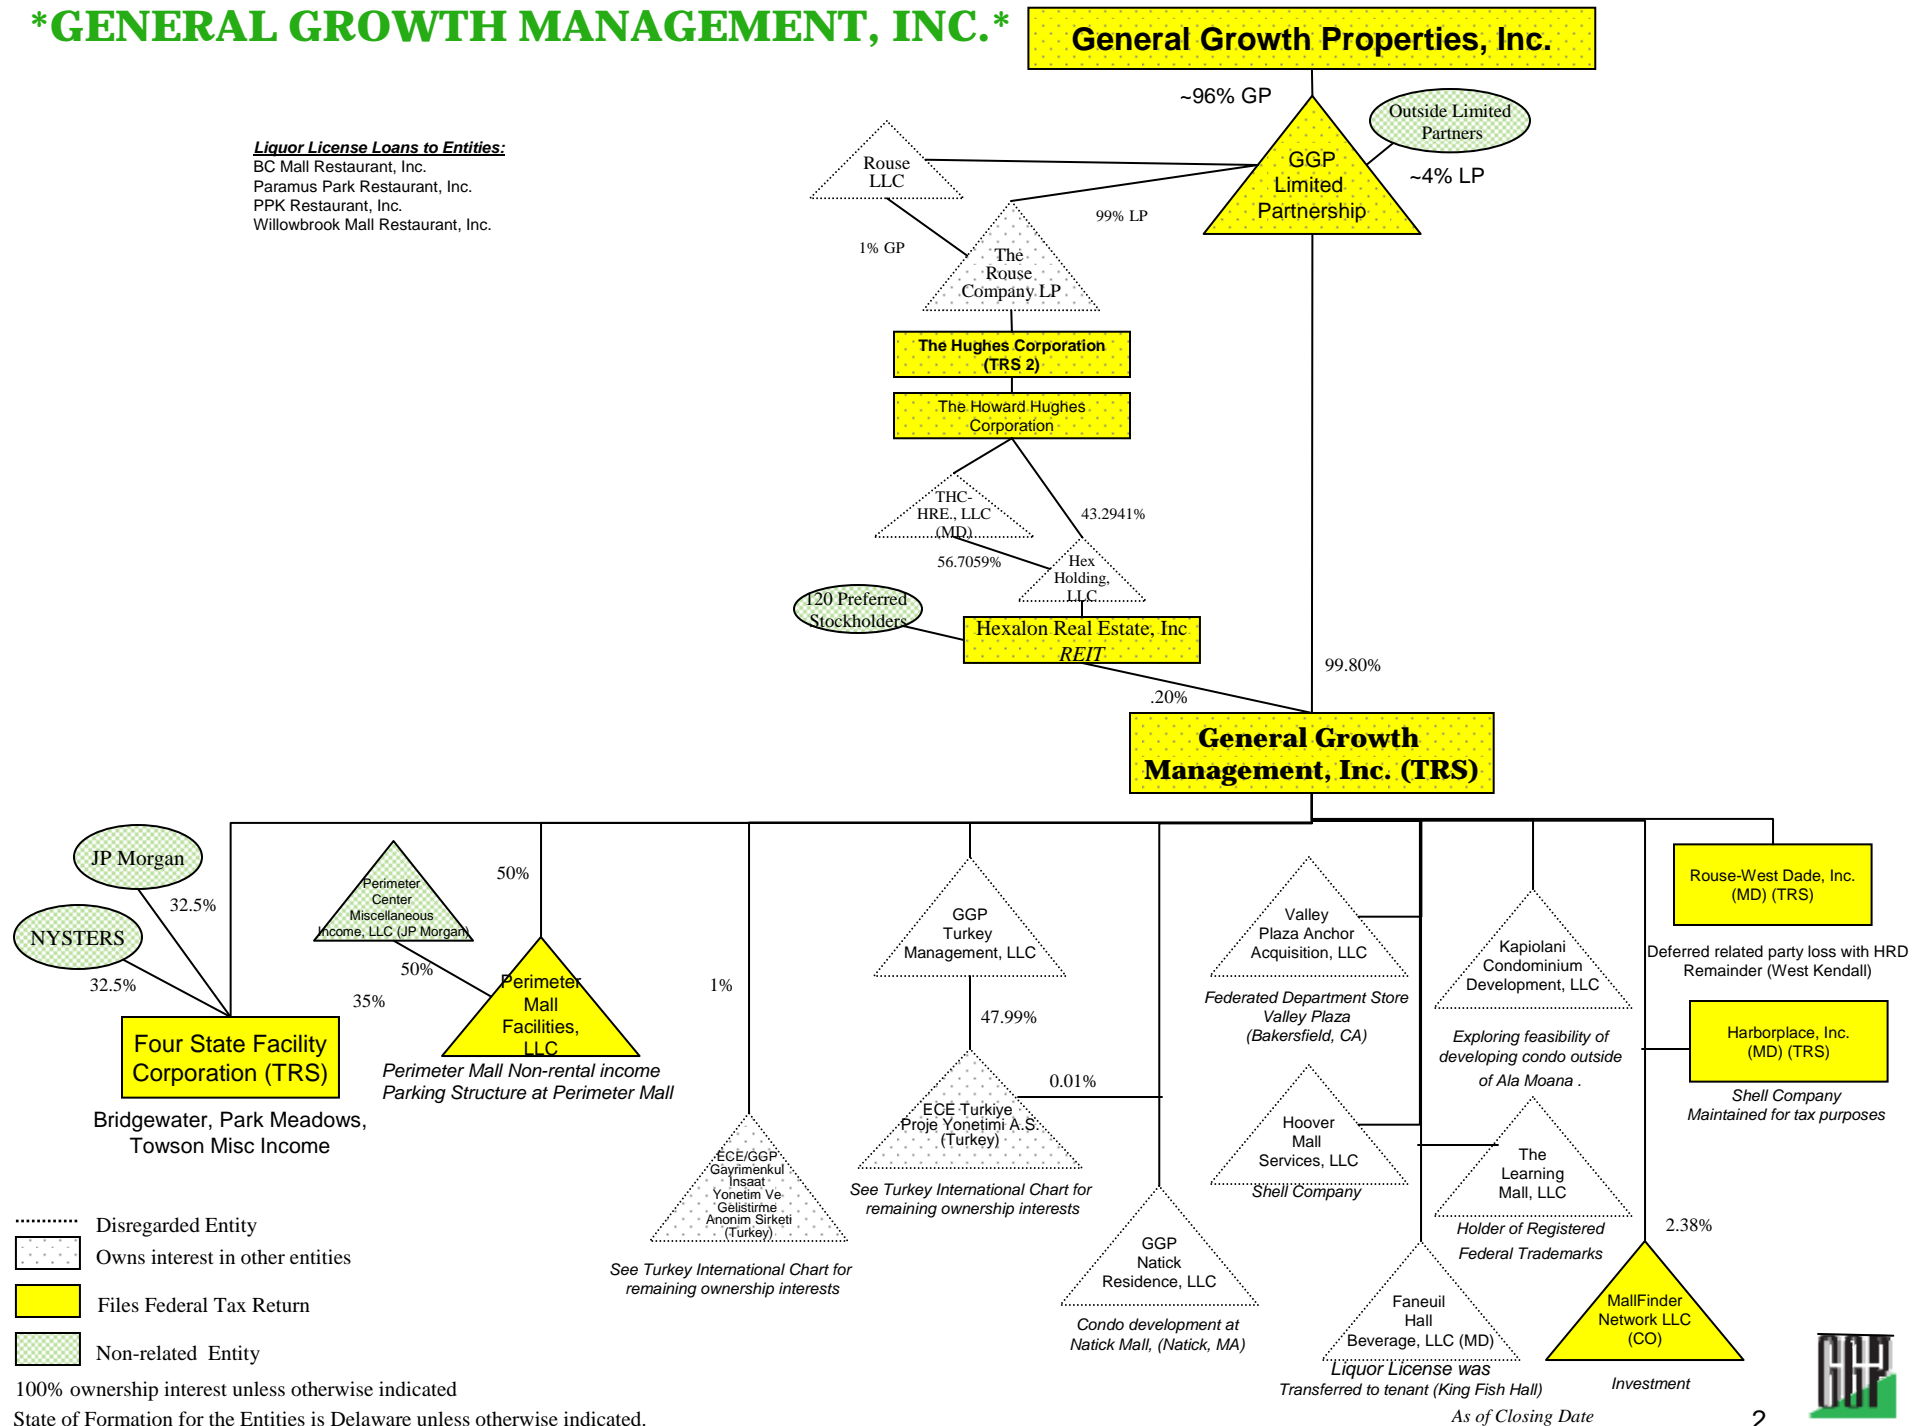 *GENERAL GROWTH MANAGEMENT, INC.*
General Growth Properties, Inc.
~96% GP
Outside Limited
Partners
GGP
Limited
Partnership
~4% LP
Liquor License Loans to Entities:
BC Mall Restaurant, Inc.
Paramus Park Restaurant, Inc.
PPK Restaurant, Inc.
Willowbrook Mall Restaurant, Inc.
Rouse
LLC
99% LP
1% GP
The
Rouse
Company LP
The Hughes Corporation
(TRS 2)
The Howard Hughes
Corporation
THC-
HRE., LLC
(MD)
43.2941%
56.7059%
Hex
Holding,
LLC
120 Preferred
Stockholders
Hexalon Real Estate, Inc
REIT
99.80%
.20%
General Growth
Management, Inc. (TRS)
JP Morgan
32.5%
NYSTERS
32.5%
35%
Four State Facility
Corporation (TRS)
Bridgewater, Park Meadows,
Towson Misc Income
Perimeter
Center
Miscellaneous
Income, LLC (JP Morgan)
50%
50%
Perimeter
Mall
Facilities,
LLC
Perimeter Mall Non-rental income
Parking Structure at Perimeter Mall
1%
ECE/GGP
Gayrimenkul
Insaat
Yonetim Ve
Gelistirme
Anonim Sirketi
(Turkey)
See Turkey International Chart for
remaining ownership interests
GGP
Turkey
Management, LLC
47.99%
0.01%
ECE Turkiye
Proje Yonetimi A.S.
(Turkey)
See Turkey International Chart for
remaining ownership interests
GGP
Natick
Residence, LLC
Condo development at
Natick Mall, (Natick, MA)
Valley
Plaza Anchor
Acquisition, LLC
Federated Department Store
Valley Plaza
(Bakersfield, CA)
Hoover
Mall
Services, LLC
Shell Company
Faneuil
Hall
Beverage, LLC (MD)
Liquor License was
Transferred to tenant (King Fish Hall)
Kapiolani
Condominium
Development, LLC
Exploring feasibility of
developing condo outside
of Ala Moana .
The
Learning
Mall, LLC
Holder of Registered
Federal Trademarks
2.38%
MallFinder
Network LLC
(CO)
Investment
Rouse-West Dade, Inc.
(MD) (TRS)
Deferred related party loss with HRD
Remainder (West Kendall)
Harborplace, Inc.
(MD) (TRS)
Shell Company
Maintained for tax purposes
Disregarded Entity
Owns interest in other entities
Files Federal Tax Return
Non-related Entity
100% ownership interest unless otherwise indicated
State of Formation for the Entities is Delaware unless otherwise indicated.
As of Closing Date
2
GGP